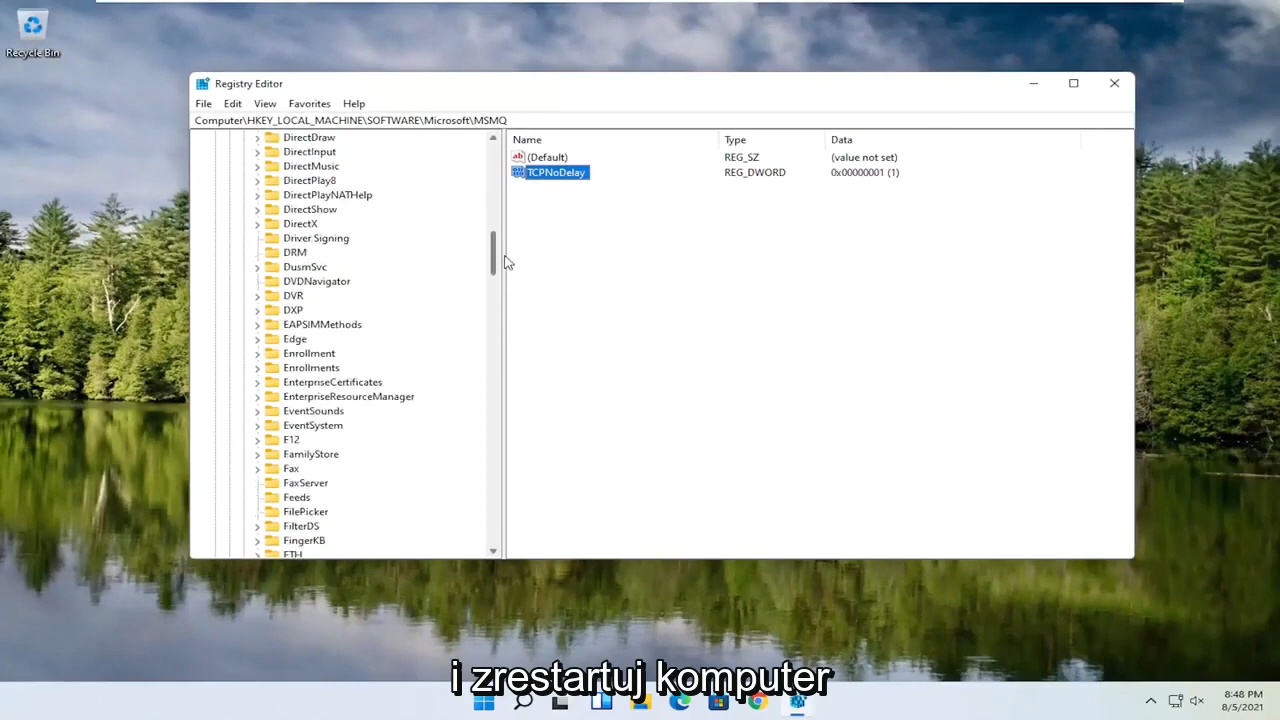 Recycle Bin
Registry Editor
File Edit View Favorites Help
Computer\HKEY_LOCAL_MACHINE\SOFTWARE\Microsoft\MSMQ
DirectDraw
DirectInput
DirectMusic
DirectPlay8
DirectPlayNATHelp
DirectShow
DirectX
Driver Signing
DRM
DusmSvc
DVDNavigator
DVR
DXP
EAPSIMMethods
Edge
Enrollment
Enrollments
EnterpriseCertificates
EnterpriseResourceManager
EventSounds
EventSystem
F12
FamilyStore
Fax
FaxServer
Feeds
FilePicker
FilterDS
FingerKB
FTH
Name Type Data
(Default) REG_SZ (value not set)
TCPNoDelay REG_DWORD 0x00000001 (1)
i zrestartuj komputer
8:48 PM
8/5/2021